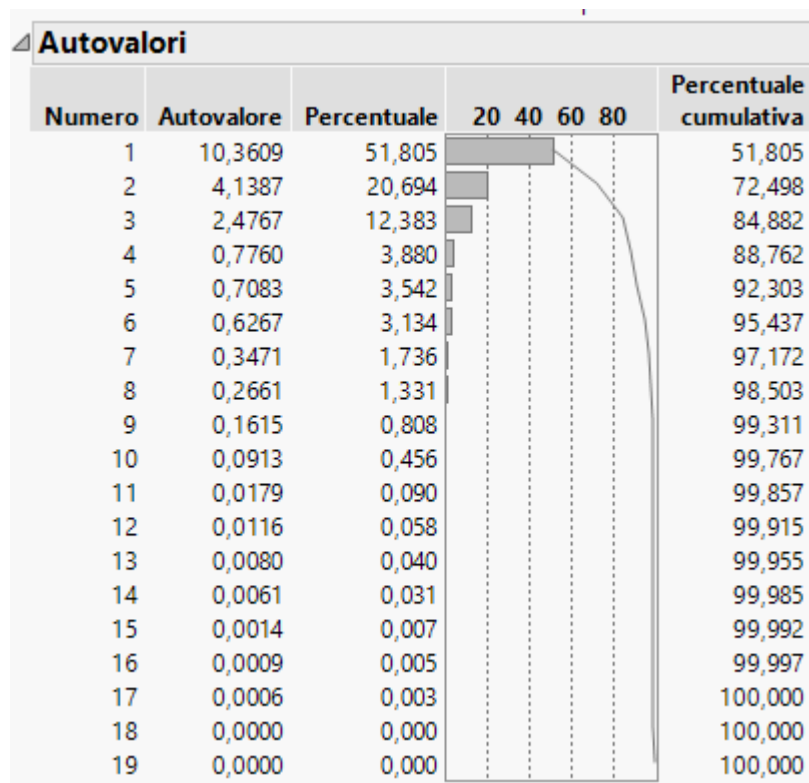 Autovalori
Percentuale
Numero Autovalore Percentuale 20 40 60 80 cumulativa
1 10,3609 51,805 51,805
2 4,1387 20,694 72,498
3 2,4767 12,383 84,882
4 0,7760 3,880 88,762
5 0,7083 3,542 92,303
6 0,6267 3,134 95,437
7 0,3471 1,736 97,172
8 0,2661 1,331 98,503
9 0,1615 0,808 99,311
10 0,0913 0,456 99,767
11 0,0179 0,090 99,857
12 0,0116 0,058 99,915
13 0,0080 0,040 99,955
14 0,0061 0,031 99,985
15 0,0014 0,007 99,992
16 0,0009 0,005 99,997
17 0,0006 0,003 100,000
18 0,0000 0,000 100,000
19 0,0000 0,000 100,000